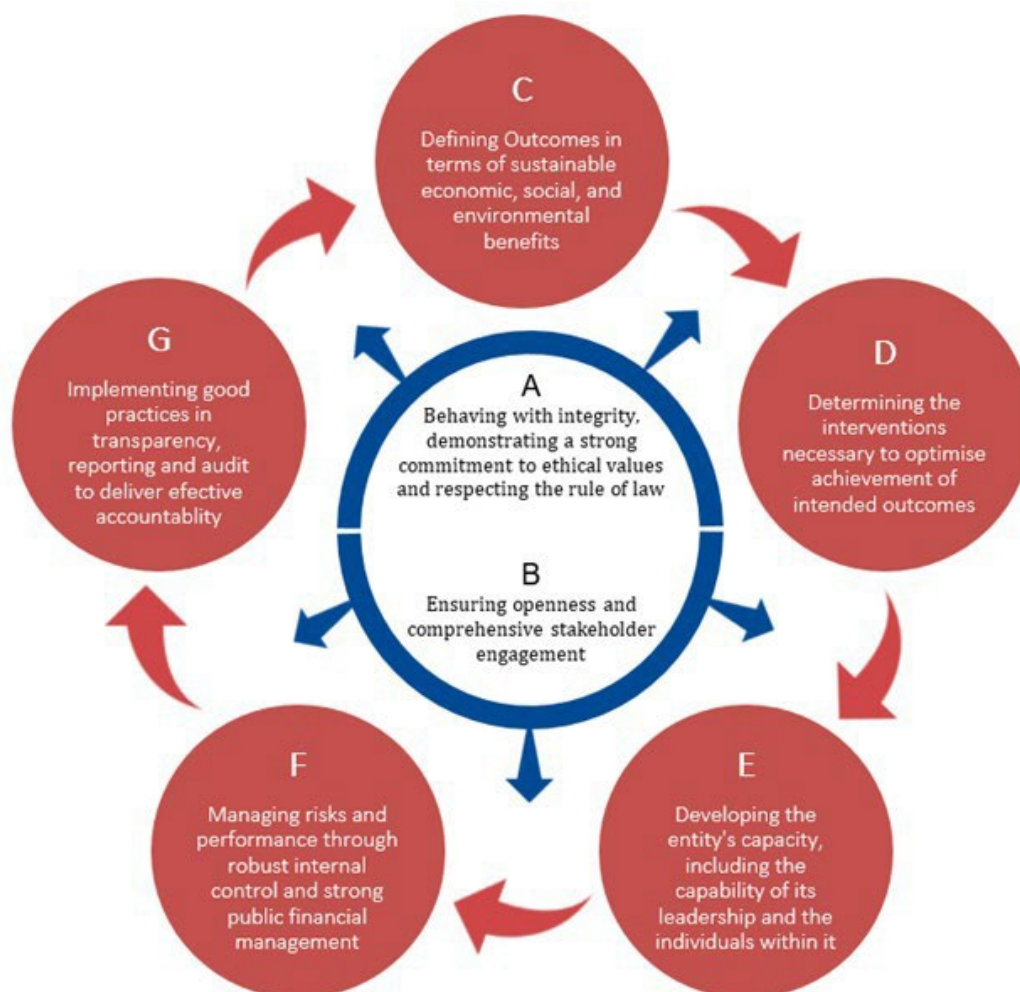 C
Defining Outcomes in
terms of sustainable
economic, social, and
environmental
benefits
G
Implementing good
practices in
transparency,
reporting and audit
to deliver efective
accountablity
A
Behaving with integrity,
demonstrating a strong
commitment to ethical values
and respecting the rule of law
D
Determining the
interventions
necessary to optimise
achievement of
intended outcomes
B
Ensuring openness and
comprehensive stakeholder
engagement
F
Managing risks and
performance through
robust internal
control and strong
public financial
management
E
Developing the
entity's capacity,
including the
capability of its
leadership and the
individuals within it